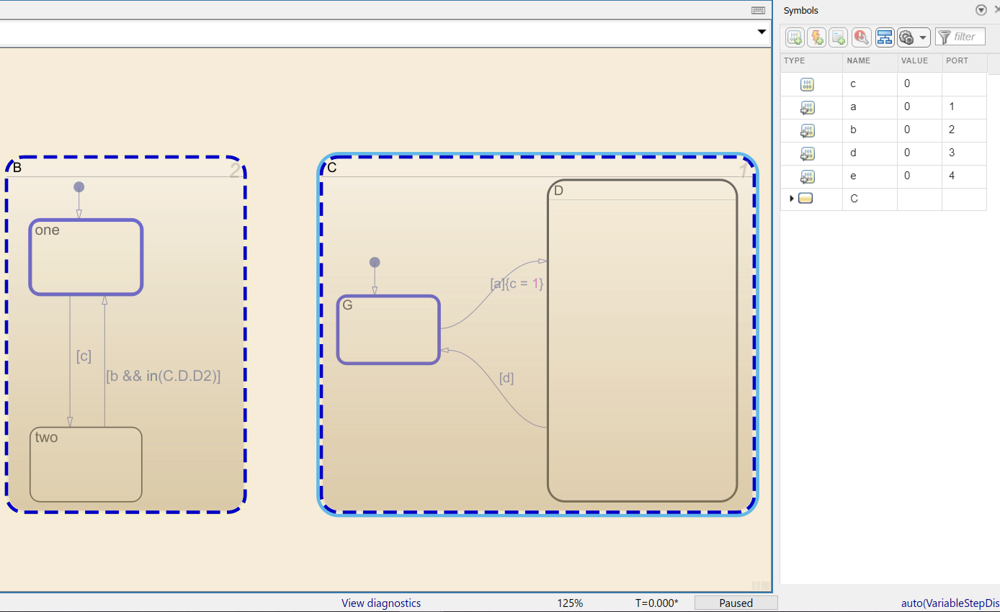 Symbols
filter
TYPE NAME VALUE PORT
c 0
a 0 1
b 0 2
d 0 3
e 0 4
C
B 2
one
[c]
[b && in(C.D.D2)]
two
C 1
D
[a]{c = 1}
G
[d]
View diagnostics 125% T=0.000* Paused auto(VariableStepDis